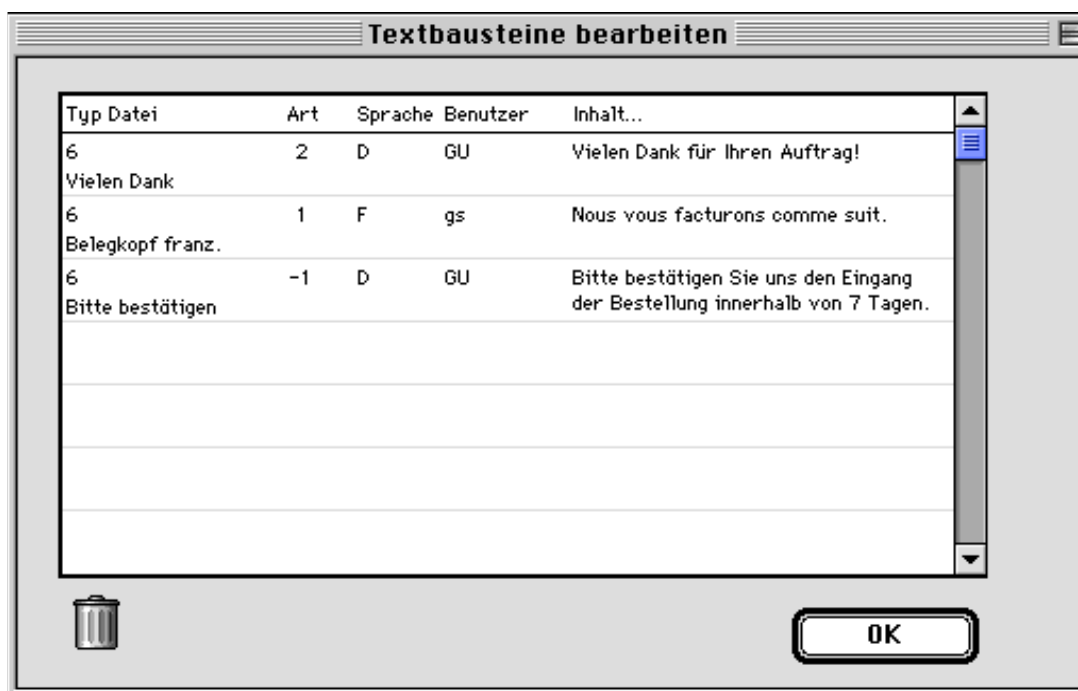 Textbausteine bearbeiten
Typ Datei Art Sprache Benutzer Inhalt...
6 2 D GU Vielen Dank für Ihren Auftrag!
Vielen Dank
6 1 F gs Nous vous facturons comme suit.
Belegkopf franz.
6 -1 D GU Bitte bestätigen Sie uns den Eingang
Bitte bestätigen der Bestellung innerhalb von 7 Tagen.
OK